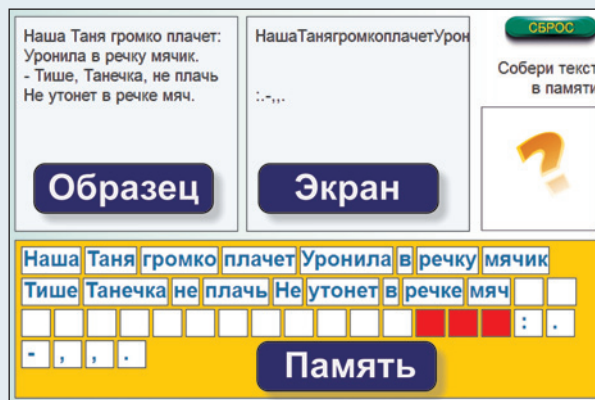 Наша Таня громко плачет:
Уронила в речку мячик.
- Тише, Танечка, не плачь
Не утонет в речке мяч.
Образец
НашаТанягромкоплачетУрон
:.-,,.
Экран
СБРОС
Собери текст
в памяти
?
Наша Таня громко плачет Уронила в речку мячик
Тише Танечка не плачь Не утонет в речке мяч
: .
- , , .
Память